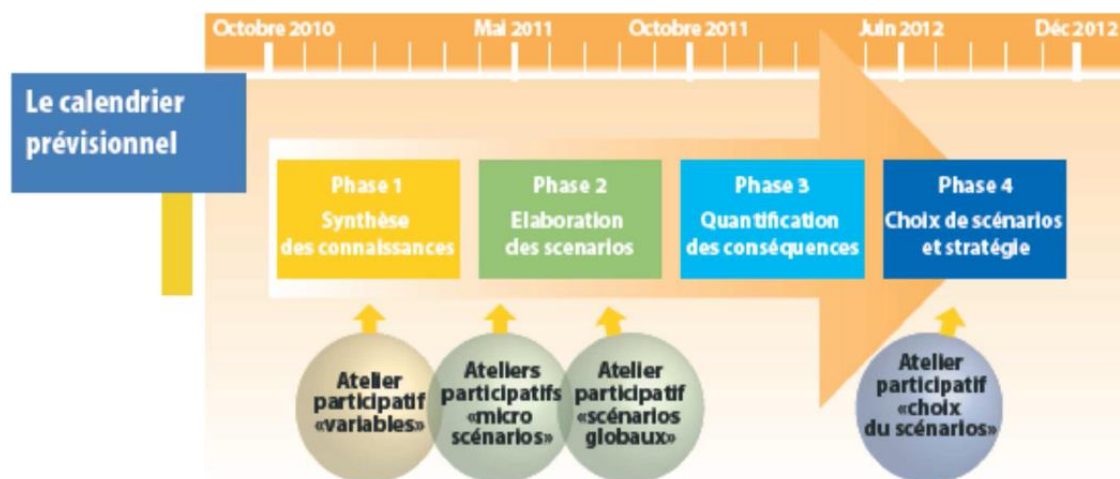 Octobre 2010 Mai 2011 Octobre 2011 Juin 2012 Déc 2012
Le calendrier
prévisionnel
Phase 1
Synthèse
des connaissances
Phase 2
Elaboration
des scenarios
Phase 3
Quantification
des conséquences
Phase 4
Choix de scénarios
et stratégie
Atelier
participatif
«variables»
Ateliers
participatifs
«micro
scénarios»
Atelier
participatif
«scénarios
globaux»
Atelier
participatif
«choix
du scénarios»